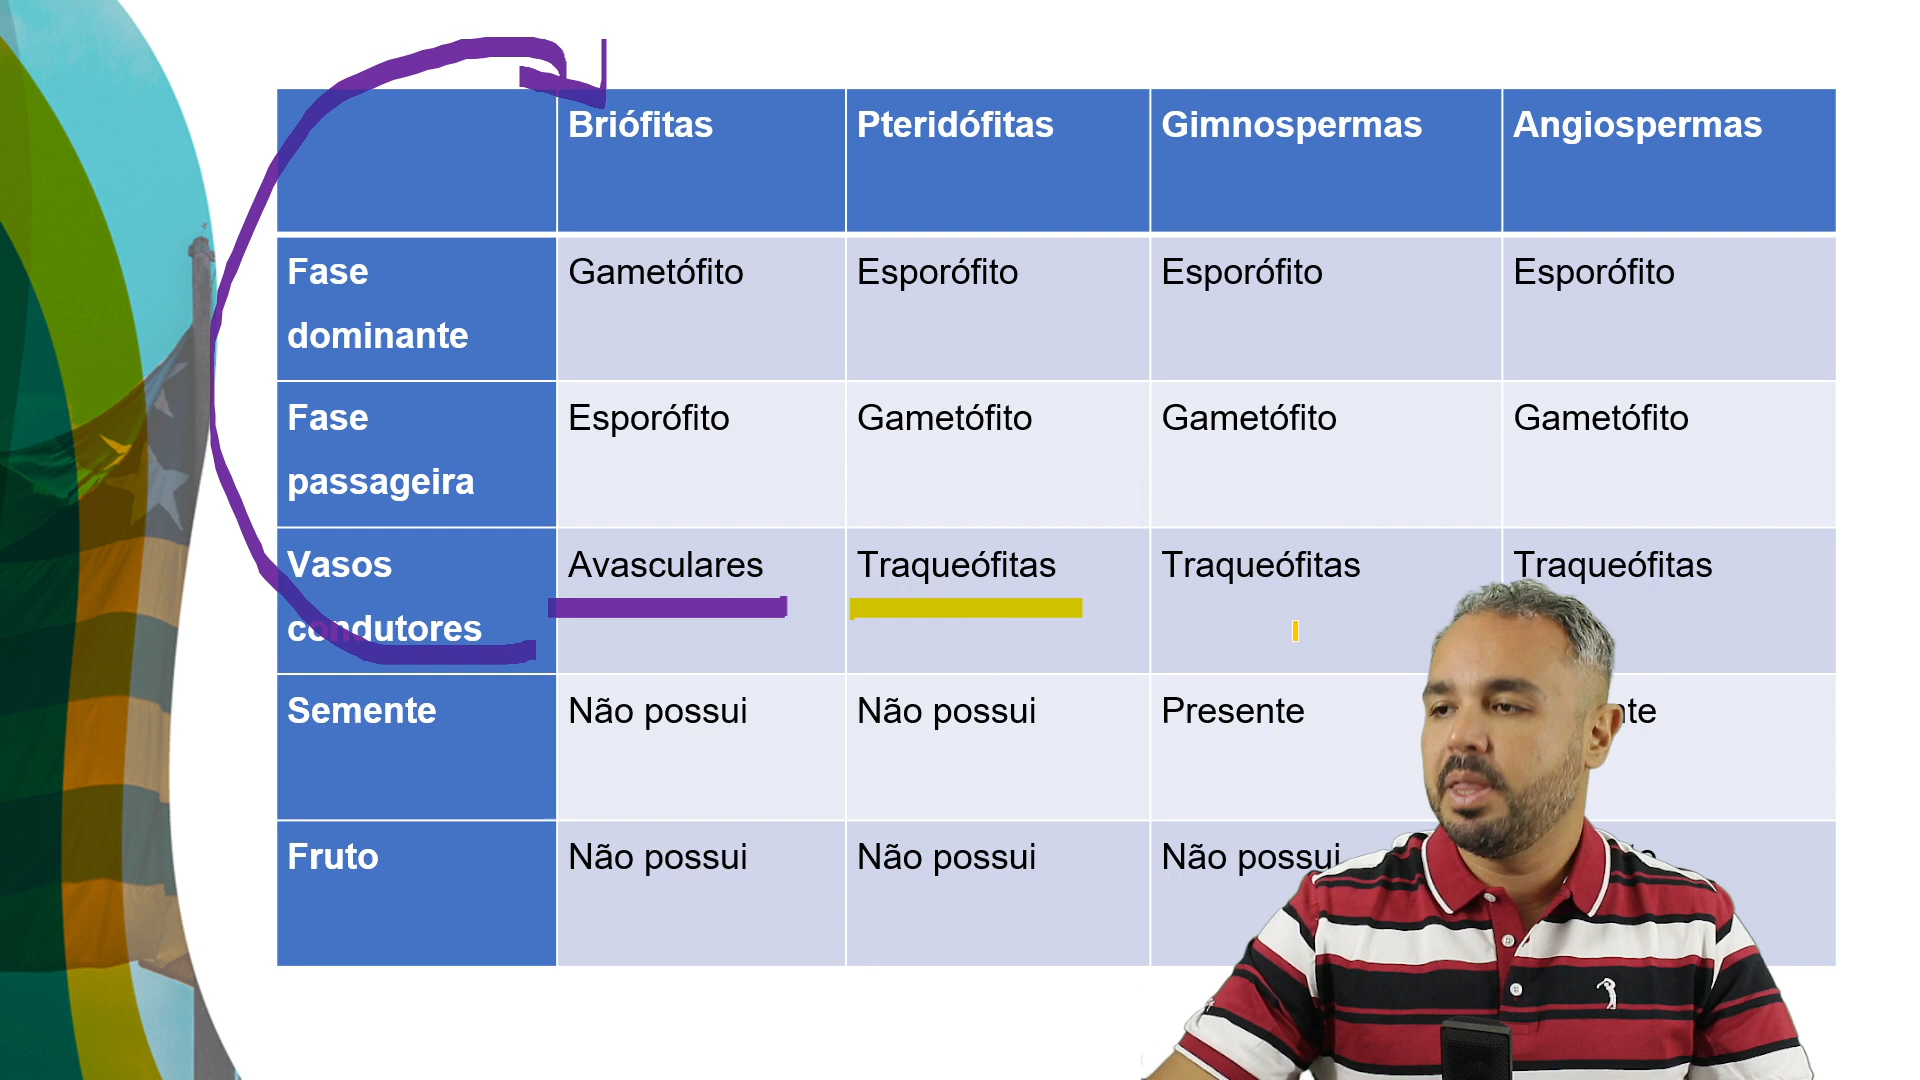 Briófitas Pteridófitas Gimnospermas Angiospermas
Fase dominante Gametófito Esporófito Esporófito Esporófito
Fase passageira Esporófito Gametófito Gametófito Gametófito
Vasos condutores Avasculares Traqueófitas Traqueófitas Traqueófitas
Semente Não possui Não possui Presente
Fruto Não possui Não possui Não possui